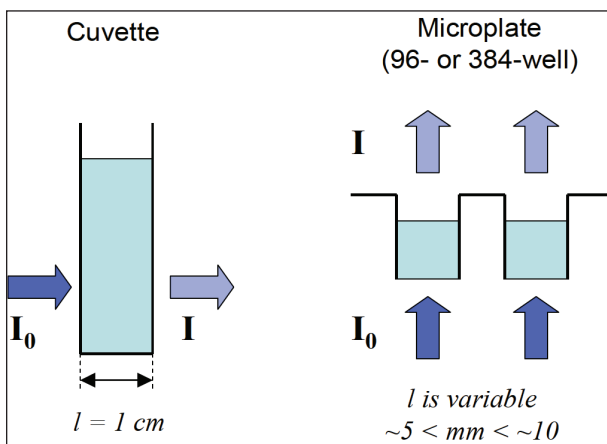 Cuvette
I₀
I
l = 1 cm
Microplate
(96- or 384-well)
I
I₀
l is variable
~5 < mm < ~10